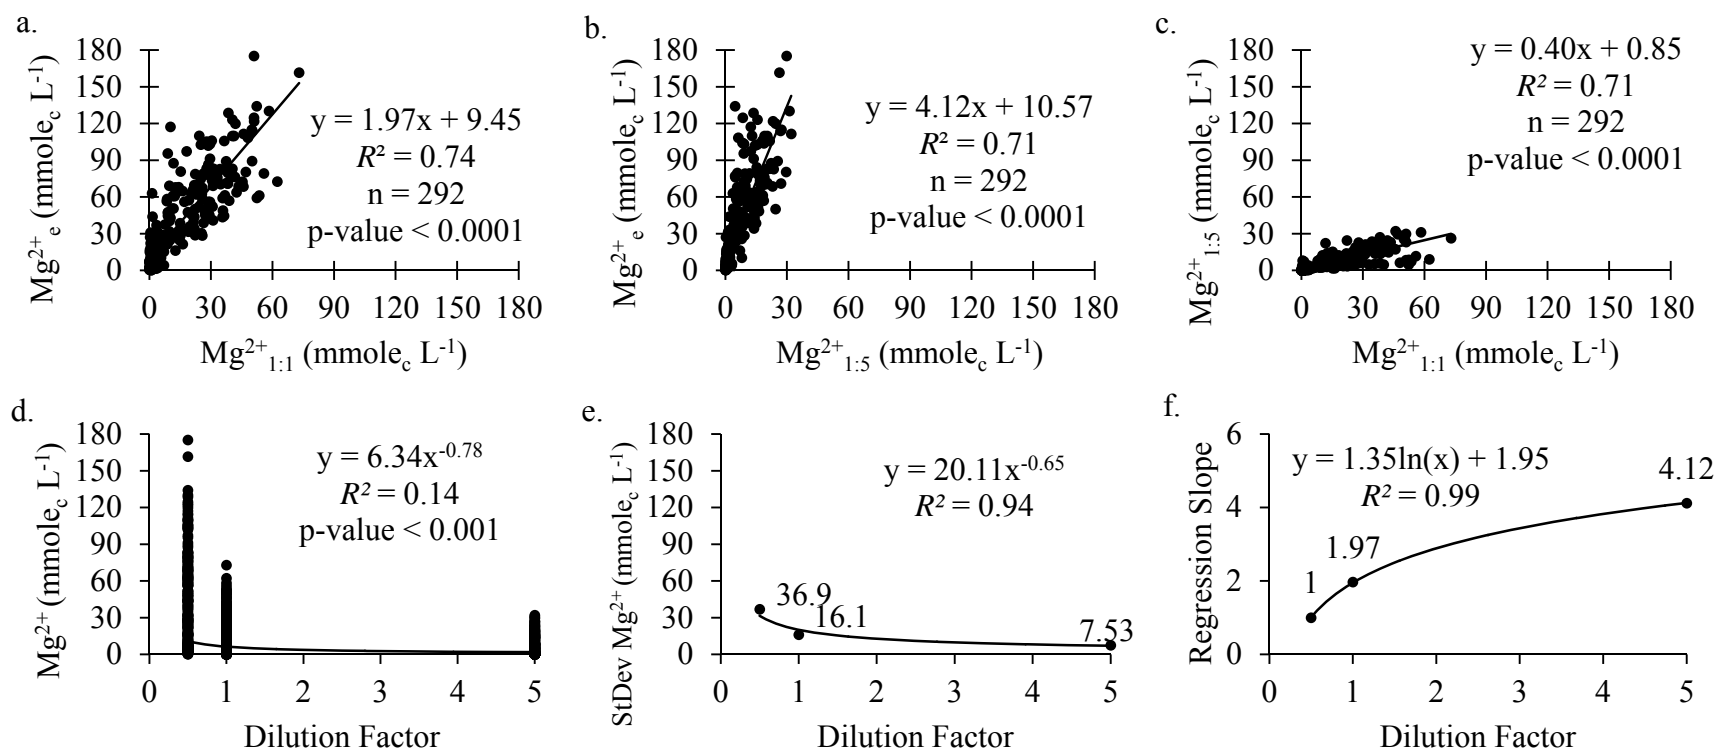 a.
Mg²⁺ₑ (mmole꜀ L⁻¹)
180
150
120
90
60
30
0
y = 1.97x + 9.45
R² = 0.74
n = 292
p-value < 0.0001
0 30 60 90 120 150 180
Mg²⁺₁:₁ (mmole꜀ L⁻¹)
b.
Mg²⁺ₑ (mmole꜀ L⁻¹)
180
150
120
90
60
30
0
y = 4.12x + 10.57
R² = 0.71
n = 292
p-value < 0.0001
0 30 60 90 120 150 180
Mg²⁺₁:₅ (mmole꜀ L⁻¹)
c.
Mg²⁺₁:₅ (mmole꜀ L⁻¹)
180
150
120
90
60
30
0
y = 0.40x + 0.85
R² = 0.71
n = 292
p-value < 0.0001
0 30 60 90 120 150 180
Mg²⁺₁:₁ (mmole꜀ L⁻¹)
d.
Mg²⁺ (mmole꜀ L⁻¹)
180
150
120
90
60
30
0
y = 6.34x⁻⁰·⁷⁸
R² = 0.14
p-value < 0.001
0 1 2 3 4 5
Dilution Factor
e.
StDev Mg²⁺ (mmole꜀ L⁻¹)
180
150
120
90
60
30
0
y = 20.11x⁻⁰·⁶⁵
R² = 0.94
36.9
16.1
7.53
0 1 2 3 4 5
Dilution Factor
f.
Regression Slope
6
4
2
0
y = 1.35ln(x) + 1.95
R² = 0.99
4.12
1.97
1
0 1 2 3 4 5
Dilution Factor